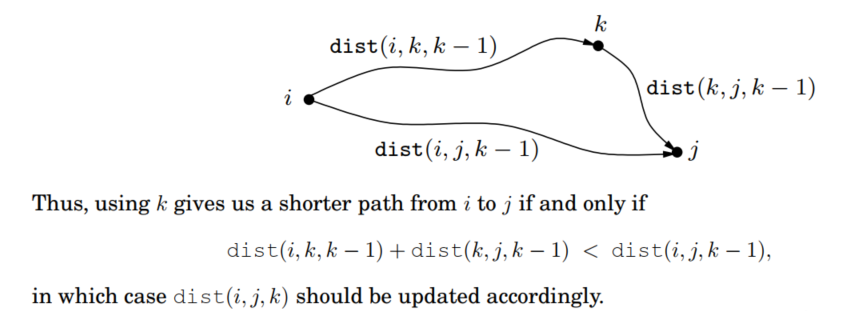 k
dist(i, k, k − 1)
dist(k, j, k − 1)
i
dist(i, j, k − 1)
j
Thus, using k gives us a shorter path from i to j if and only if
dist(i, k, k − 1) + dist(k, j, k − 1) < dist(i, j, k − 1),
in which case dist(i, j, k) should be updated accordingly.